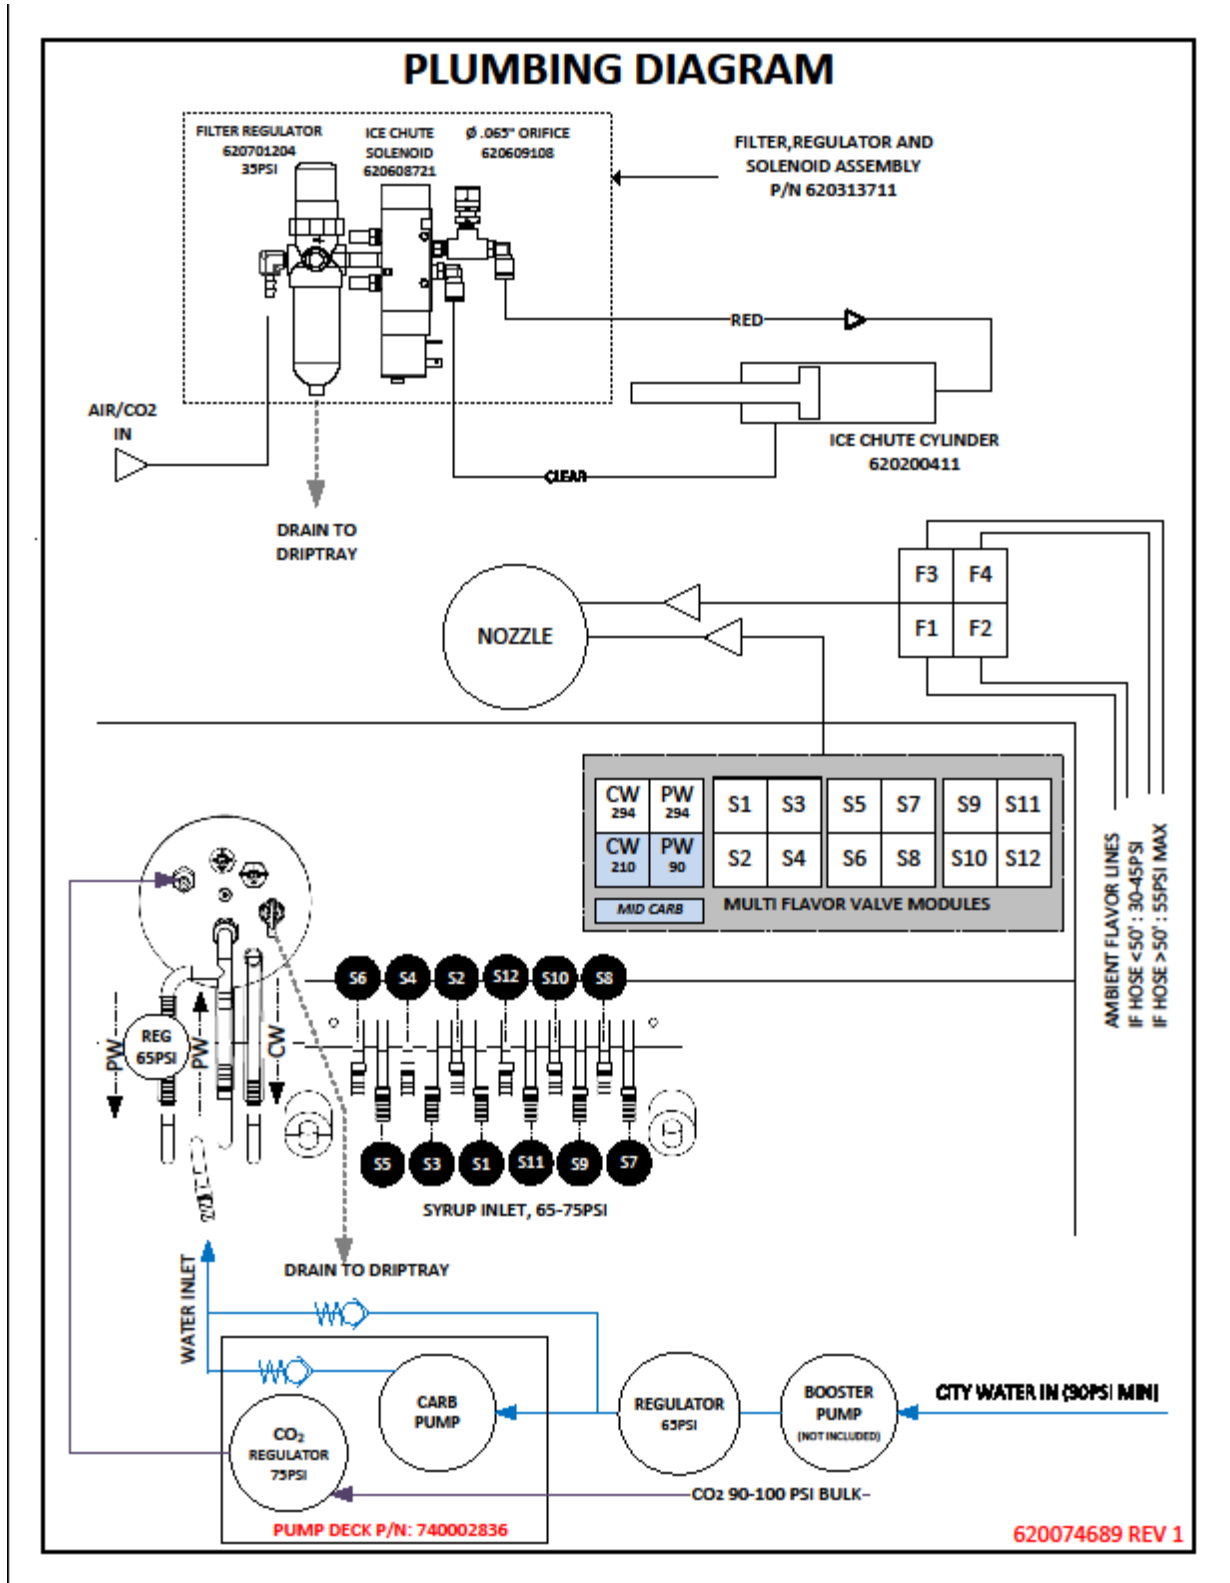 PLUMBING DIAGRAM
FILTER REGULATOR
620701204
35PSI
ICE CHUTE
SOLENOID
620608721
Ø .065" ORIFICE
620609108
FILTER,REGULATOR AND
SOLENOID ASSEMBLY
P/N 620313711
RED
AIR/CO2
IN
ICE CHUTE CYLINDER
620200411
CLEAR
DRAIN TO
DRIPTRAY
F3
F4
F1
F2
NOZZLE
CW
294
PW
294
S1
S3
S5
S7
S9
S11
CW
210
PW
90
S2
S4
S6
S8
S10
S12
MID CARB
MULTI FLAVOR VALVE MODULES
AMBIENT FLAVOR LINES
IF HOSE <50': 30-45PSI
IF HOSE >50': 55PSI MAX
S6
S4
S2
S12
S10
S8
PW
REG
65PSI
PW
CW
S5
S3
S1
S11
S9
S7
SYRUP INLET, 65-75PSI
WATER INLET
DRAIN TO DRIPTRAY
CARB
PUMP
REGULATOR
65PSI
BOOSTER
PUMP
(NOT INCLUDED)
CITY WATER IN (30PSI MIN)
CO2
REGULATOR
75PSI
CO2 90-100 PSI BULK
PUMP DECK P/N: 740002836
620074689 REV 1